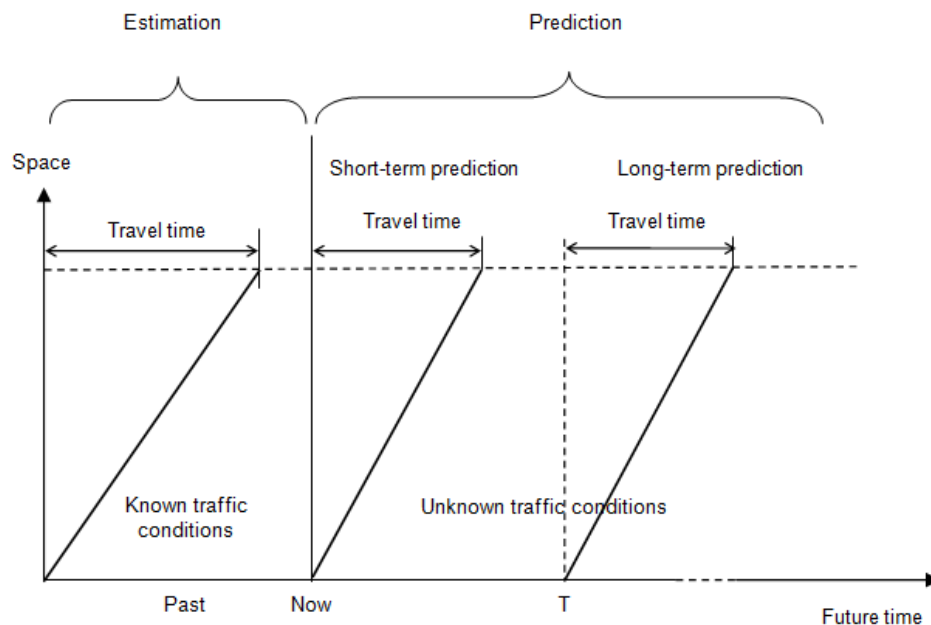 Estimation
Prediction
Space
Short-term prediction
Long-term prediction
Travel time
Travel time
Travel time
Known traffic
conditions
Unknown traffic conditions
Past
Now
T
Future time